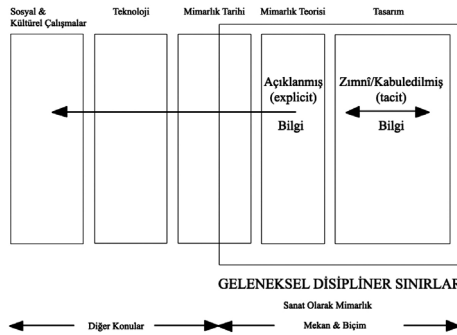 Sosyal &
Kültürel Çalışmalar
Teknoloji
Mimarlık Tarihi
Mimarlık Teorisi
Tasarım
Açıklanmış
(explicit)
Bilgi
Zımnî/Kabuledilmiş
(tacit)
Bilgi
GELENEKSEL DİSİPLİNER SINIRLAR
Sanat Olarak Mimarlık
Diğer Konular
Mekan & Biçim